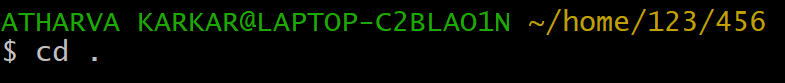 ATHARVA KARKAR@LAPTOP-C2BLAO1N ~/home/123/456
$ cd .